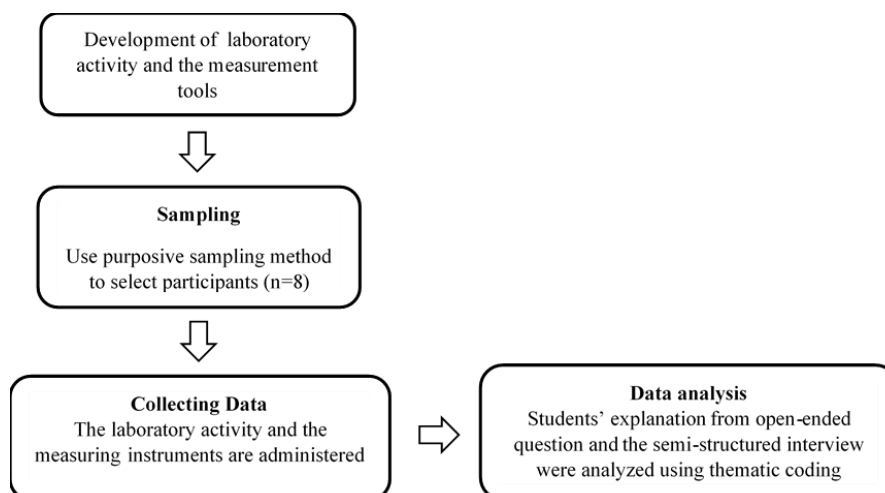 Development of laboratory
activity and the measurement
tools
Sampling
Use purposive sampling method
to select participants (n=8)
Collecting Data
The laboratory activity and the
measuring instruments are administered
Data analysis
Students’ explanation from open-ended
question and the semi-structured interview
were analyzed using thematic coding